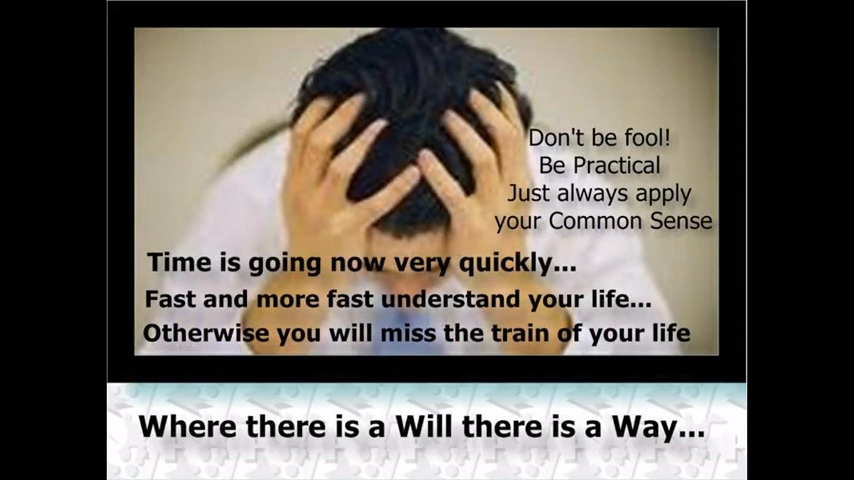 Don't be fool!
Be Practical
Just always apply
your Common Sense
Time is going now very quickly...
Fast and more fast understand your life...
Otherwise you will miss the train of your life
Where there is a Will there is a Way...